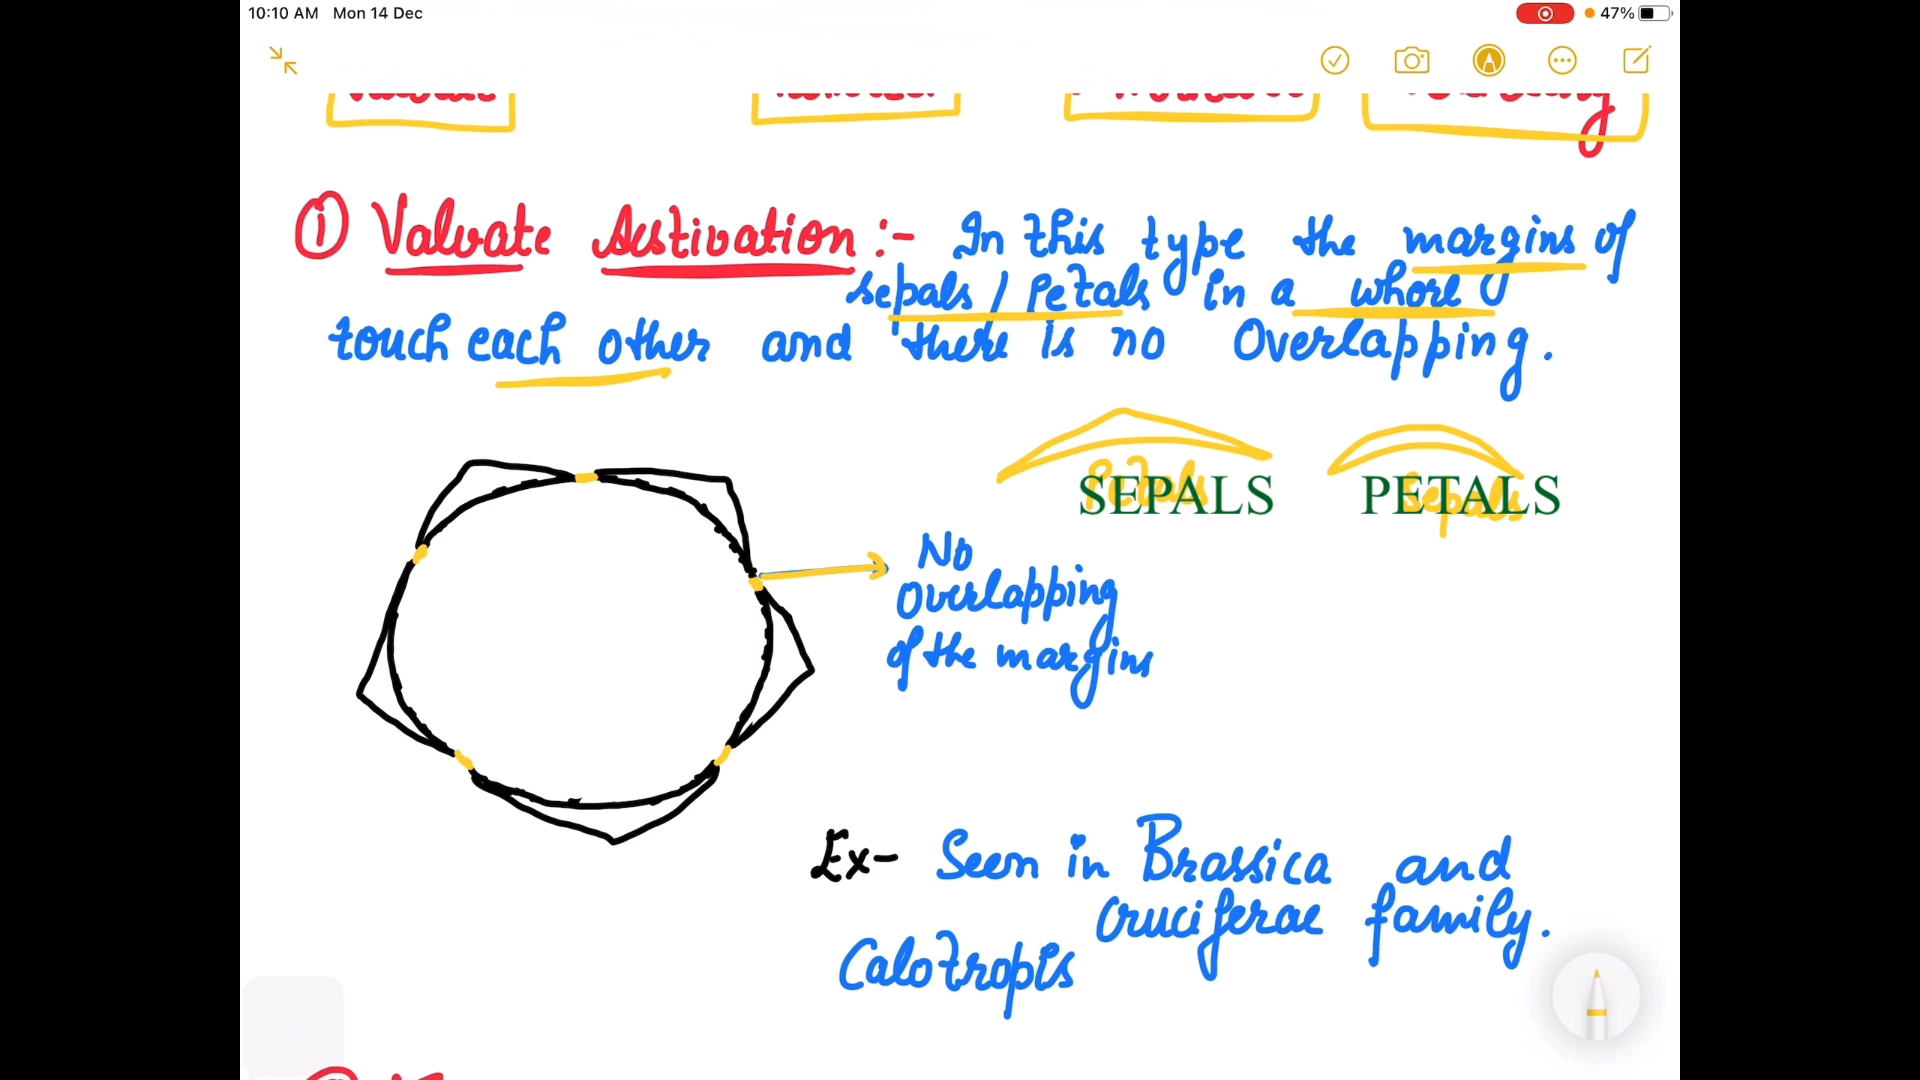 10:10 AM Mon 14 Dec 47%
① Valvate Aestivation :- In this type the margins of
sepals / Petals in a whorl
touch each other and there is no Overlapping.
SEPALS PETALS
Petals Sepals
No
overlapping
of the margins
Ex- Seen in Brassica and
Cruciferae family.
Calotropis